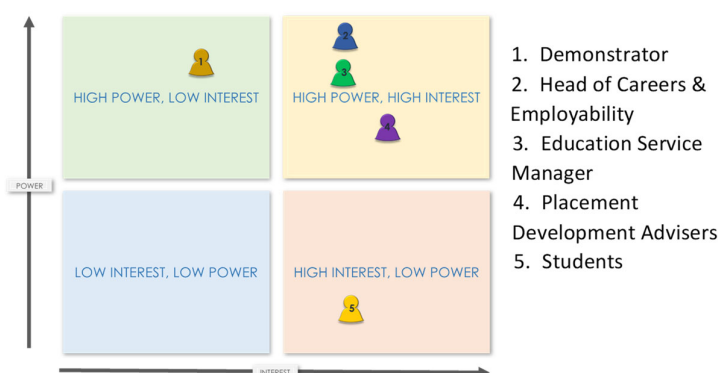 1
2
3
HIGH POWER, LOW INTEREST
HIGH POWER, HIGH INTEREST
4
POWER
LOW INTEREST, LOW POWER
HIGH INTEREST, LOW POWER
5
INTEREST
1. Demonstrator
2. Head of Careers &
Employability
3. Education Service
Manager
4. Placement
Development Advisers
5. Students